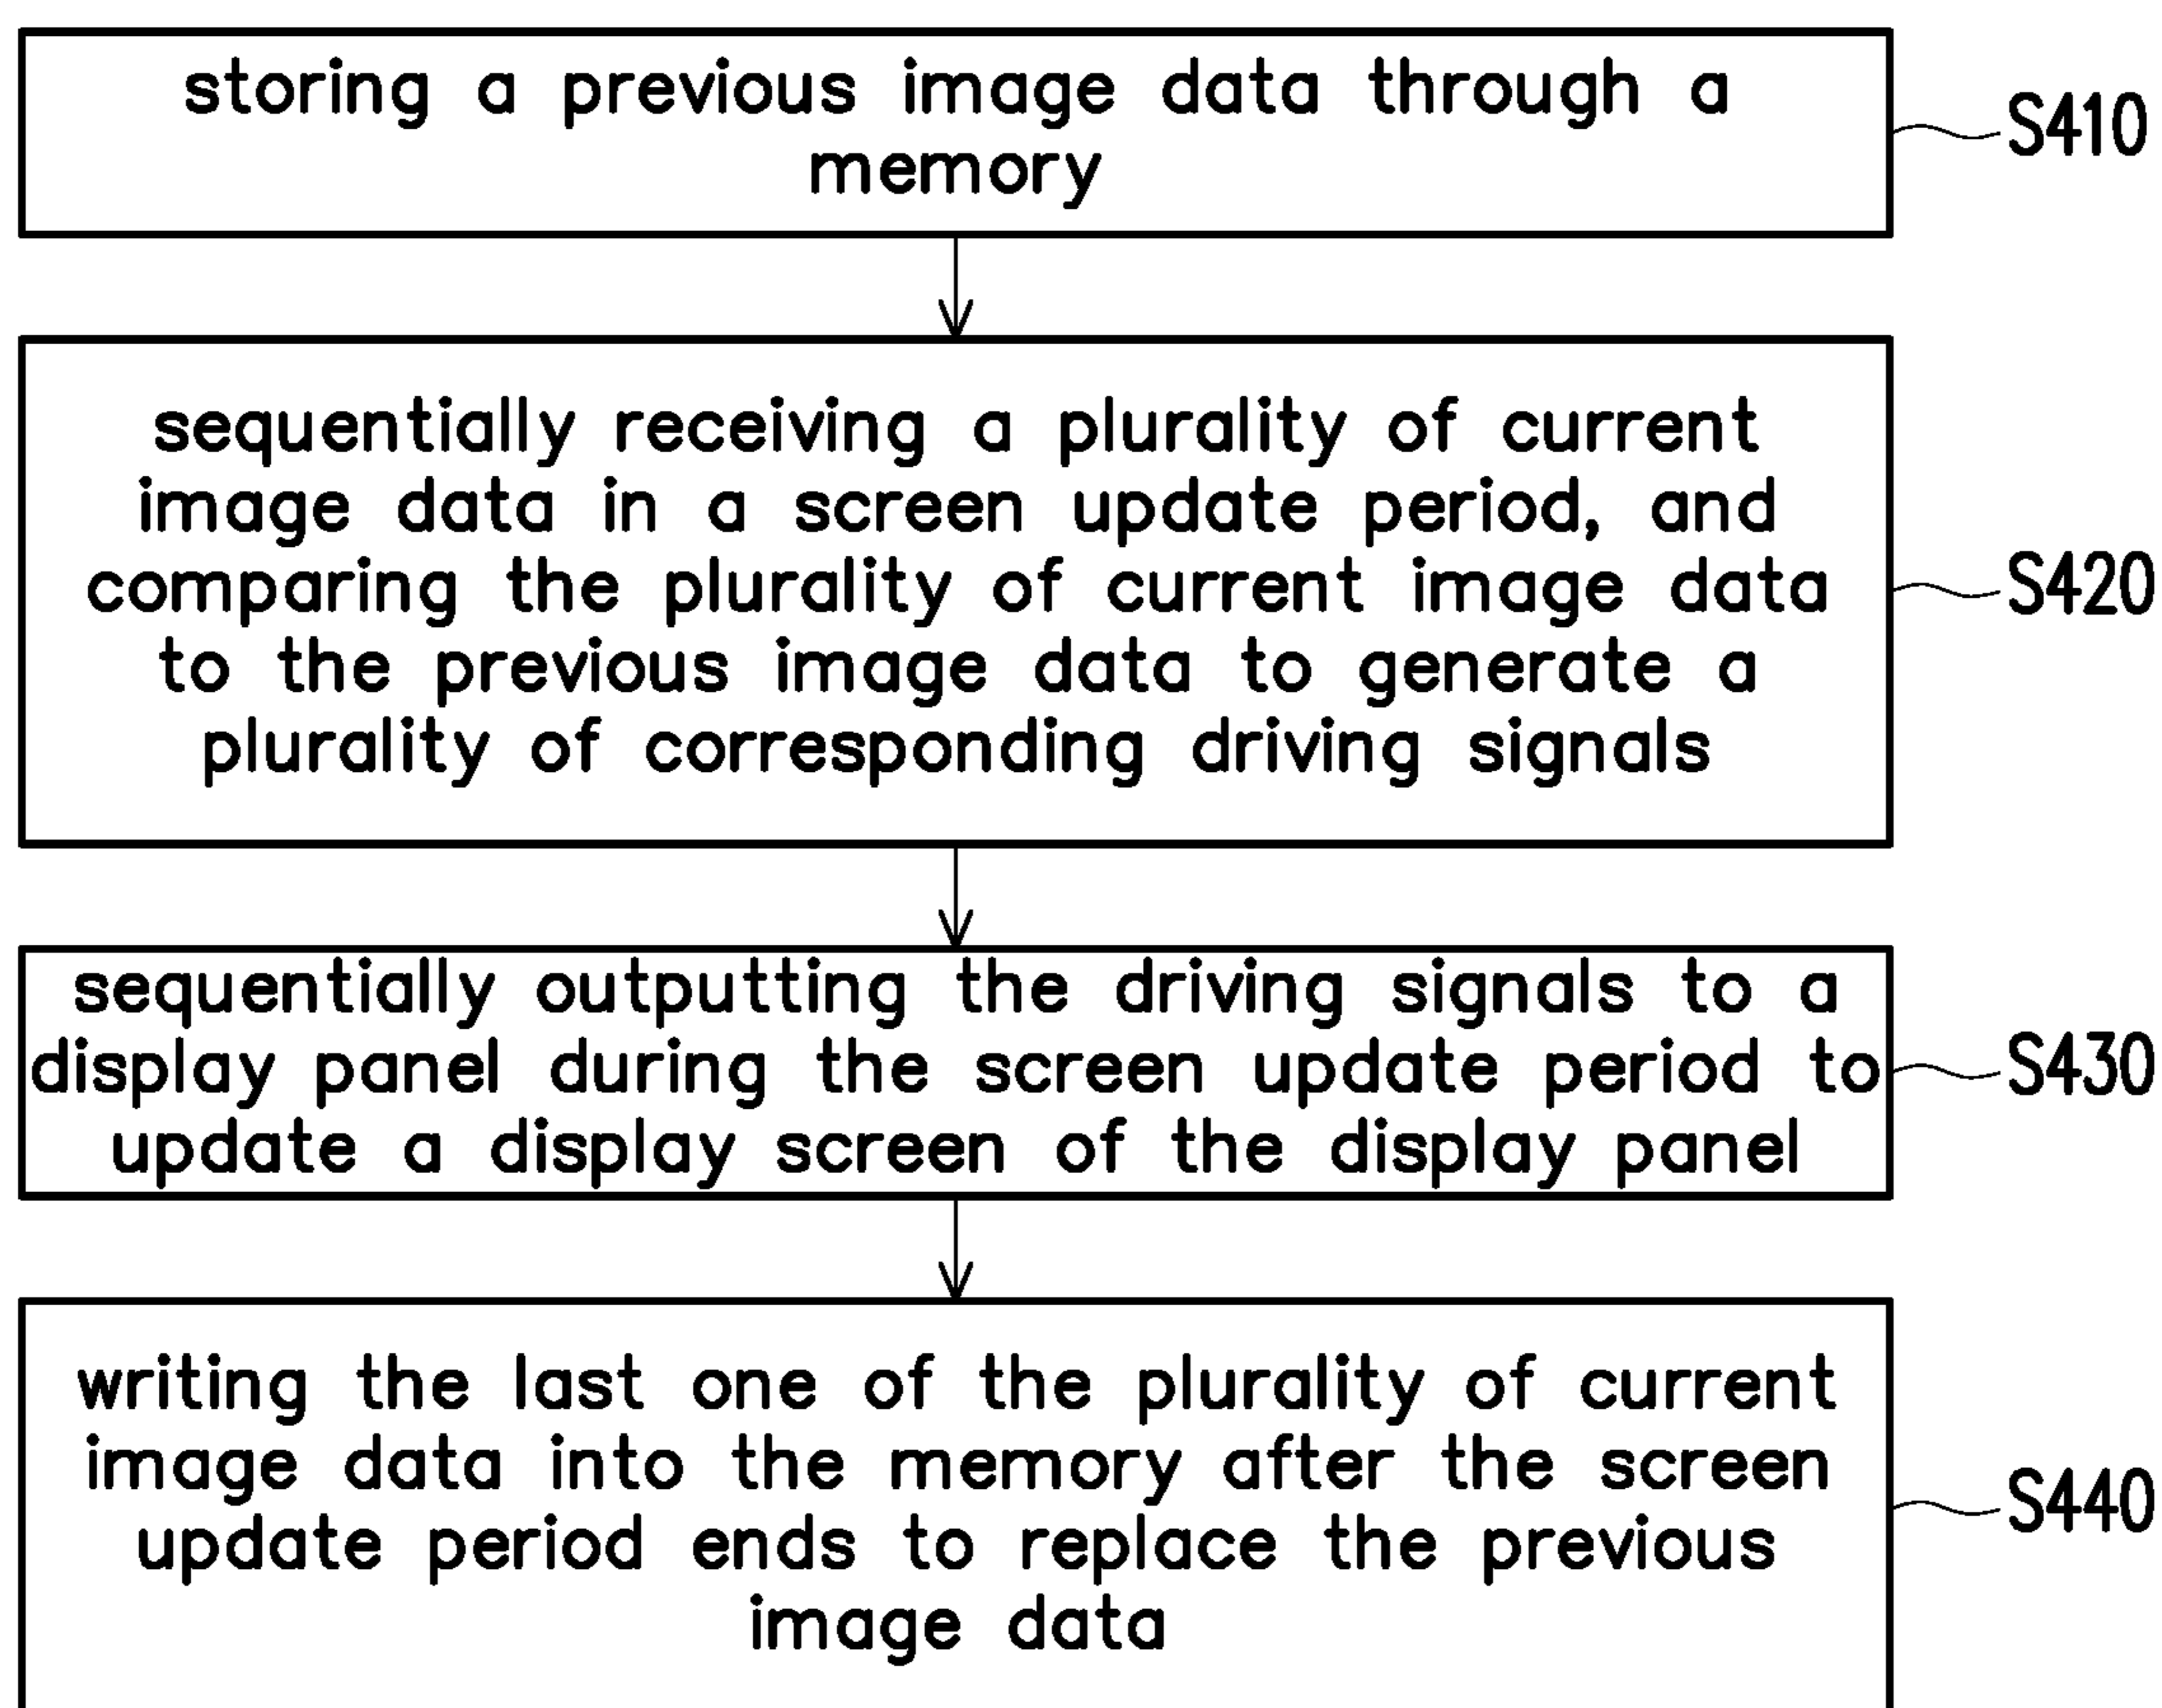 storing a previous image data through a
memory
S410
sequentially receiving a plurality of current
image data in a screen update period, and
comparing the plurality of current image data
to the previous image data to generate a
plurality of corresponding driving signals
S420
sequentially outputting the driving signals to a
display panel during the screen update period to
update a display screen of the display panel
S430
writing the last one of the plurality of current
image data into the memory after the screen
update period ends to replace the previous
image data
S440